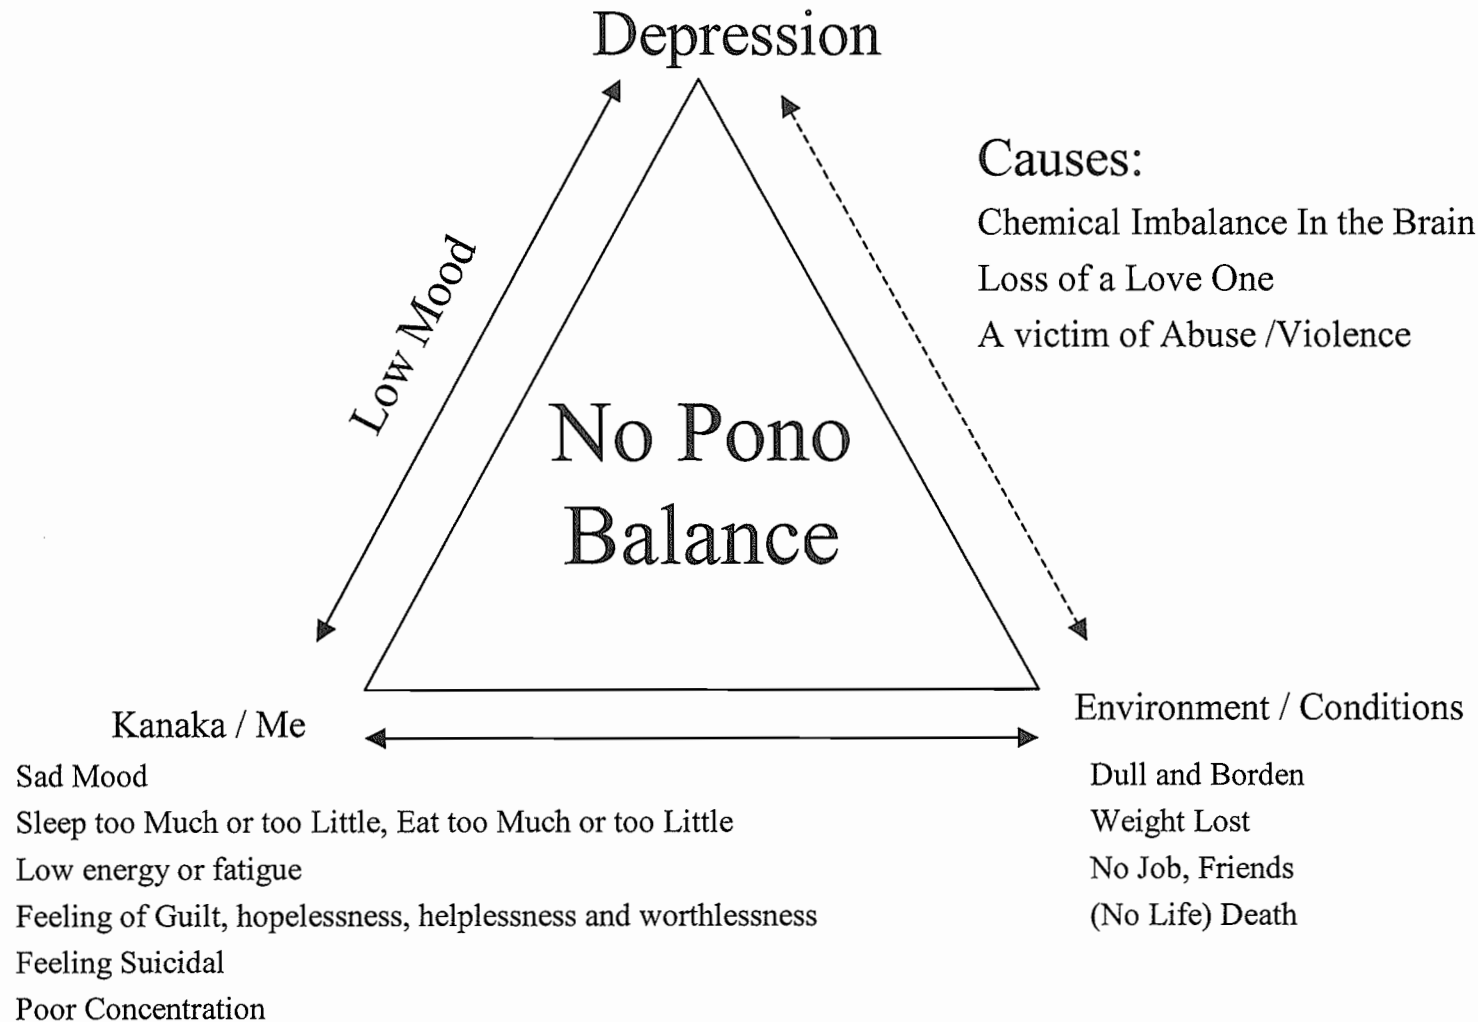 Depression
Causes:
Chemical Imbalance In the Brain
Loss of a Love One
A victim of Abuse /Violence
Low Mood
No Pono
Balance
Kanaka / Me
Sad Mood
Sleep too Much or too Little, Eat too Much or too Little
Low energy or fatigue
Feeling of Guilt, hopelessness, helplessness and worthlessness
Feeling Suicidal
Poor Concentration
Environment / Conditions
Dull and Borden
Weight Lost
No Job, Friends
(No Life) Death